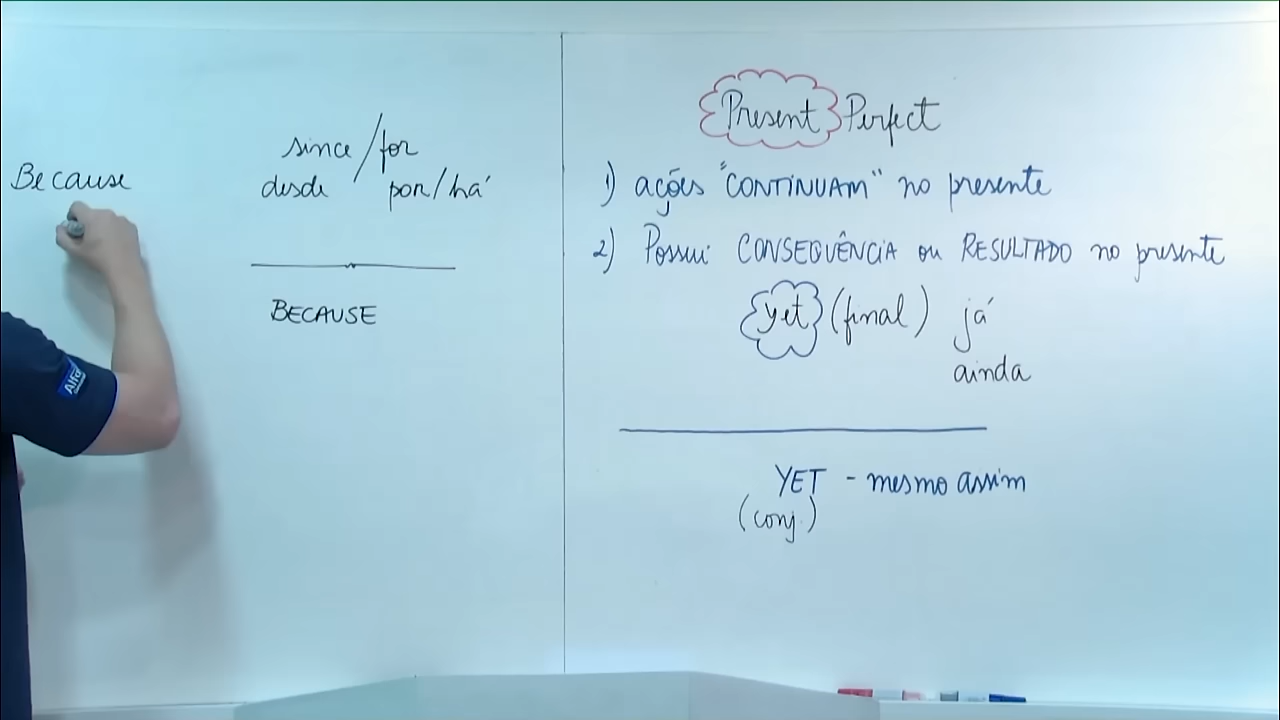 Because
since / for
desde por/há
BECAUSE
Present Perfect
1) ações "CONTINUAM" no presente
2) Possui CONSEQUÊNCIA ou RESULTADO no presente
yet (final) já
ainda
YET - mesmo assim
(conj.)
Alfa